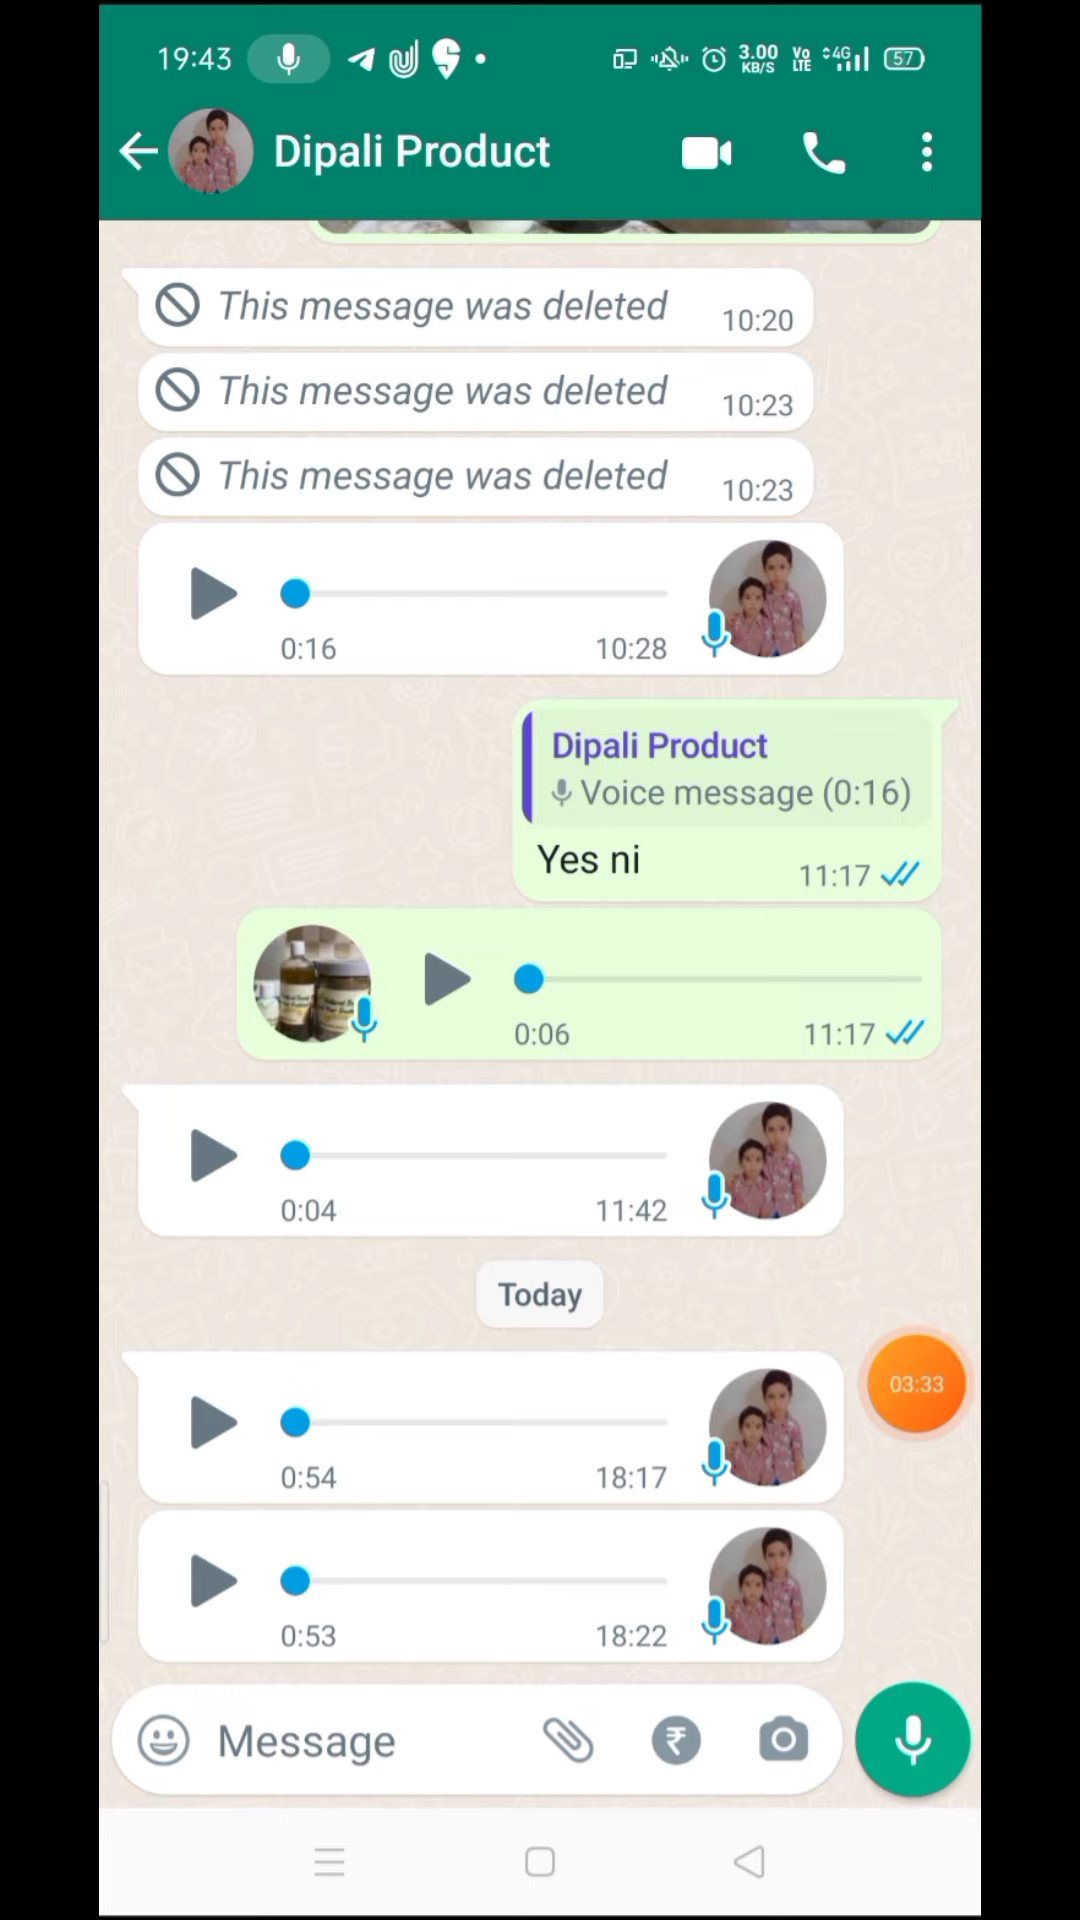 19:43 3.00 KB/S Vo LTE 4G 57
Dipali Product
This message was deleted 10:20
This message was deleted 10:23
This message was deleted 10:23
0:16 10:28
Dipali Product
Voice message (0:16)
Yes ni 11:17
0:06 11:17
0:04 11:42
Today
03:33
0:54 18:17
0:53 18:22
Message